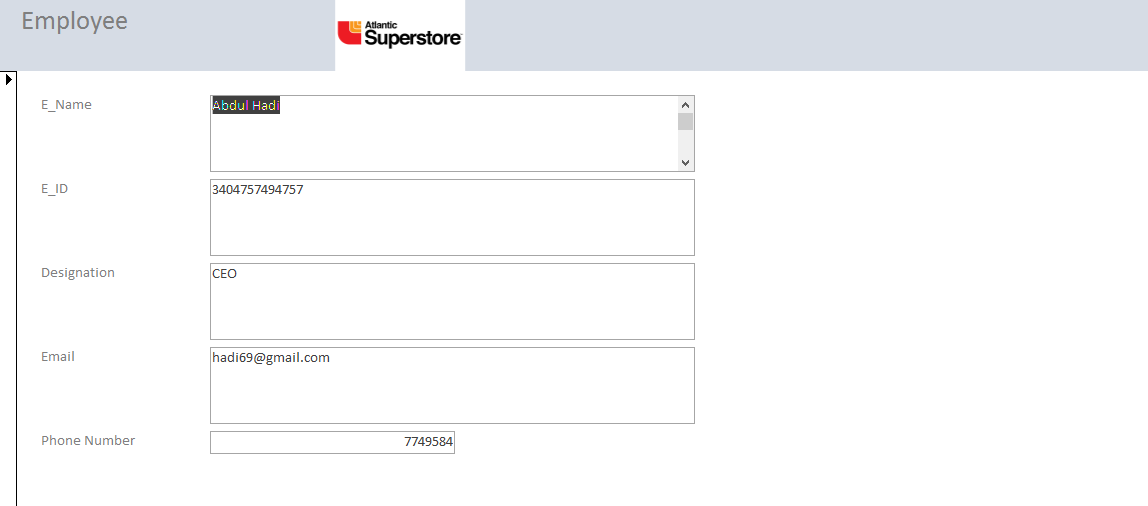 Employee
Atlantic
Superstore
E_Name
Abdul Hadi
E_ID
3404757494757
Designation
CEO
Email
hadi69@gmail.com
Phone Number
7749584